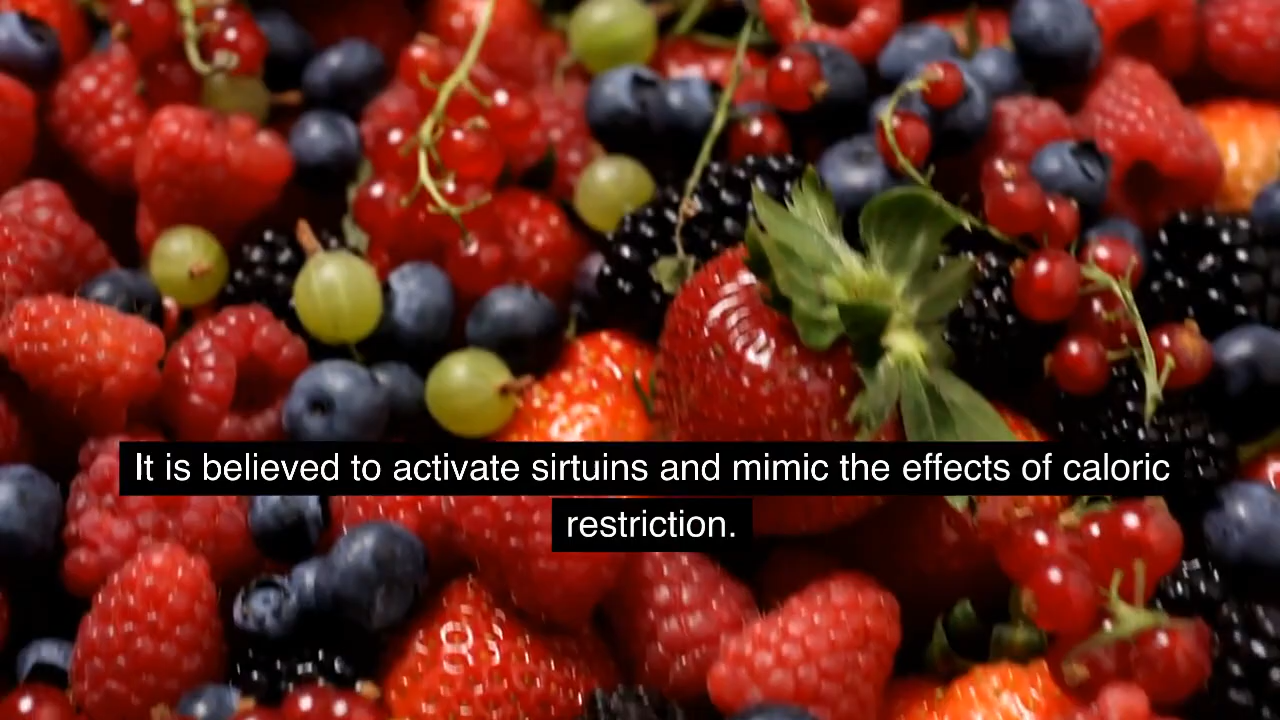 It is believed to activate sirtuins and mimic the effects of caloric
restriction.